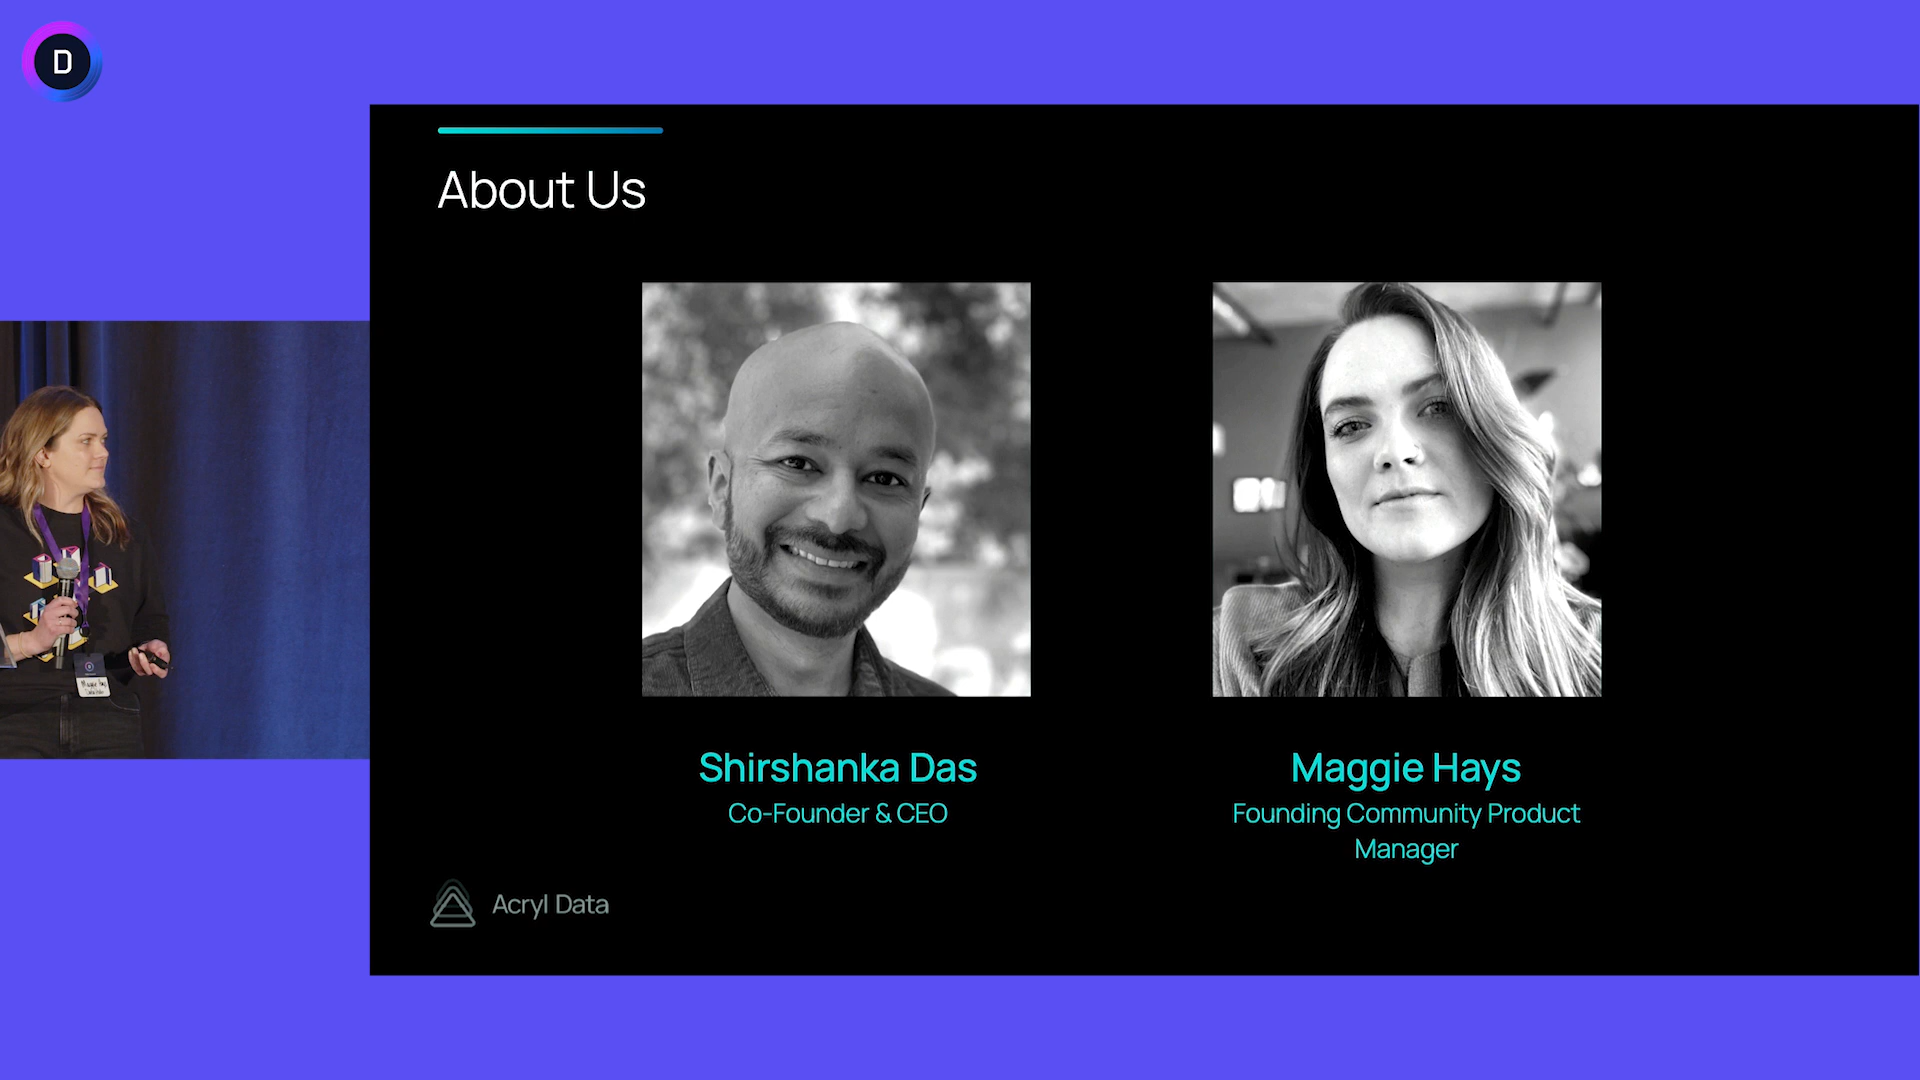 D
About Us
Shirshanka Das
Co-Founder & CEO
Maggie Hays
Founding Community Product
Manager
Acryl Data